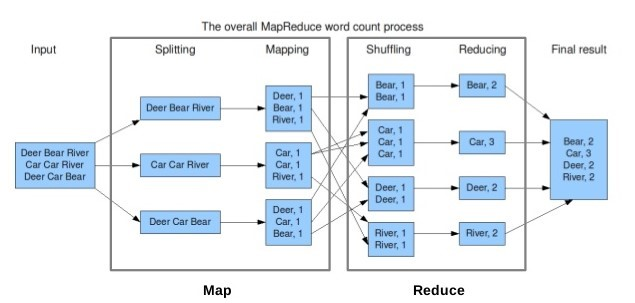 The overall MapReduce word count process
Input
Splitting
Mapping
Shuffling
Reducing
Final result
Deer Bear River
Car Car River
Deer Car Bear
Deer Bear River
Car Car River
Deer Car Bear
Deer, 1
Bear, 1
River, 1
Car, 1
Car, 1
River, 1
Deer, 1
Car, 1
Bear, 1
Bear, 1
Bear, 1
Car, 1
Car, 1
Car, 1
Deer, 1
Deer, 1
River, 1
River, 1
Bear, 2
Car, 3
Deer, 2
River, 2
Bear, 2
Car, 3
Deer, 2
River, 2
Map
Reduce